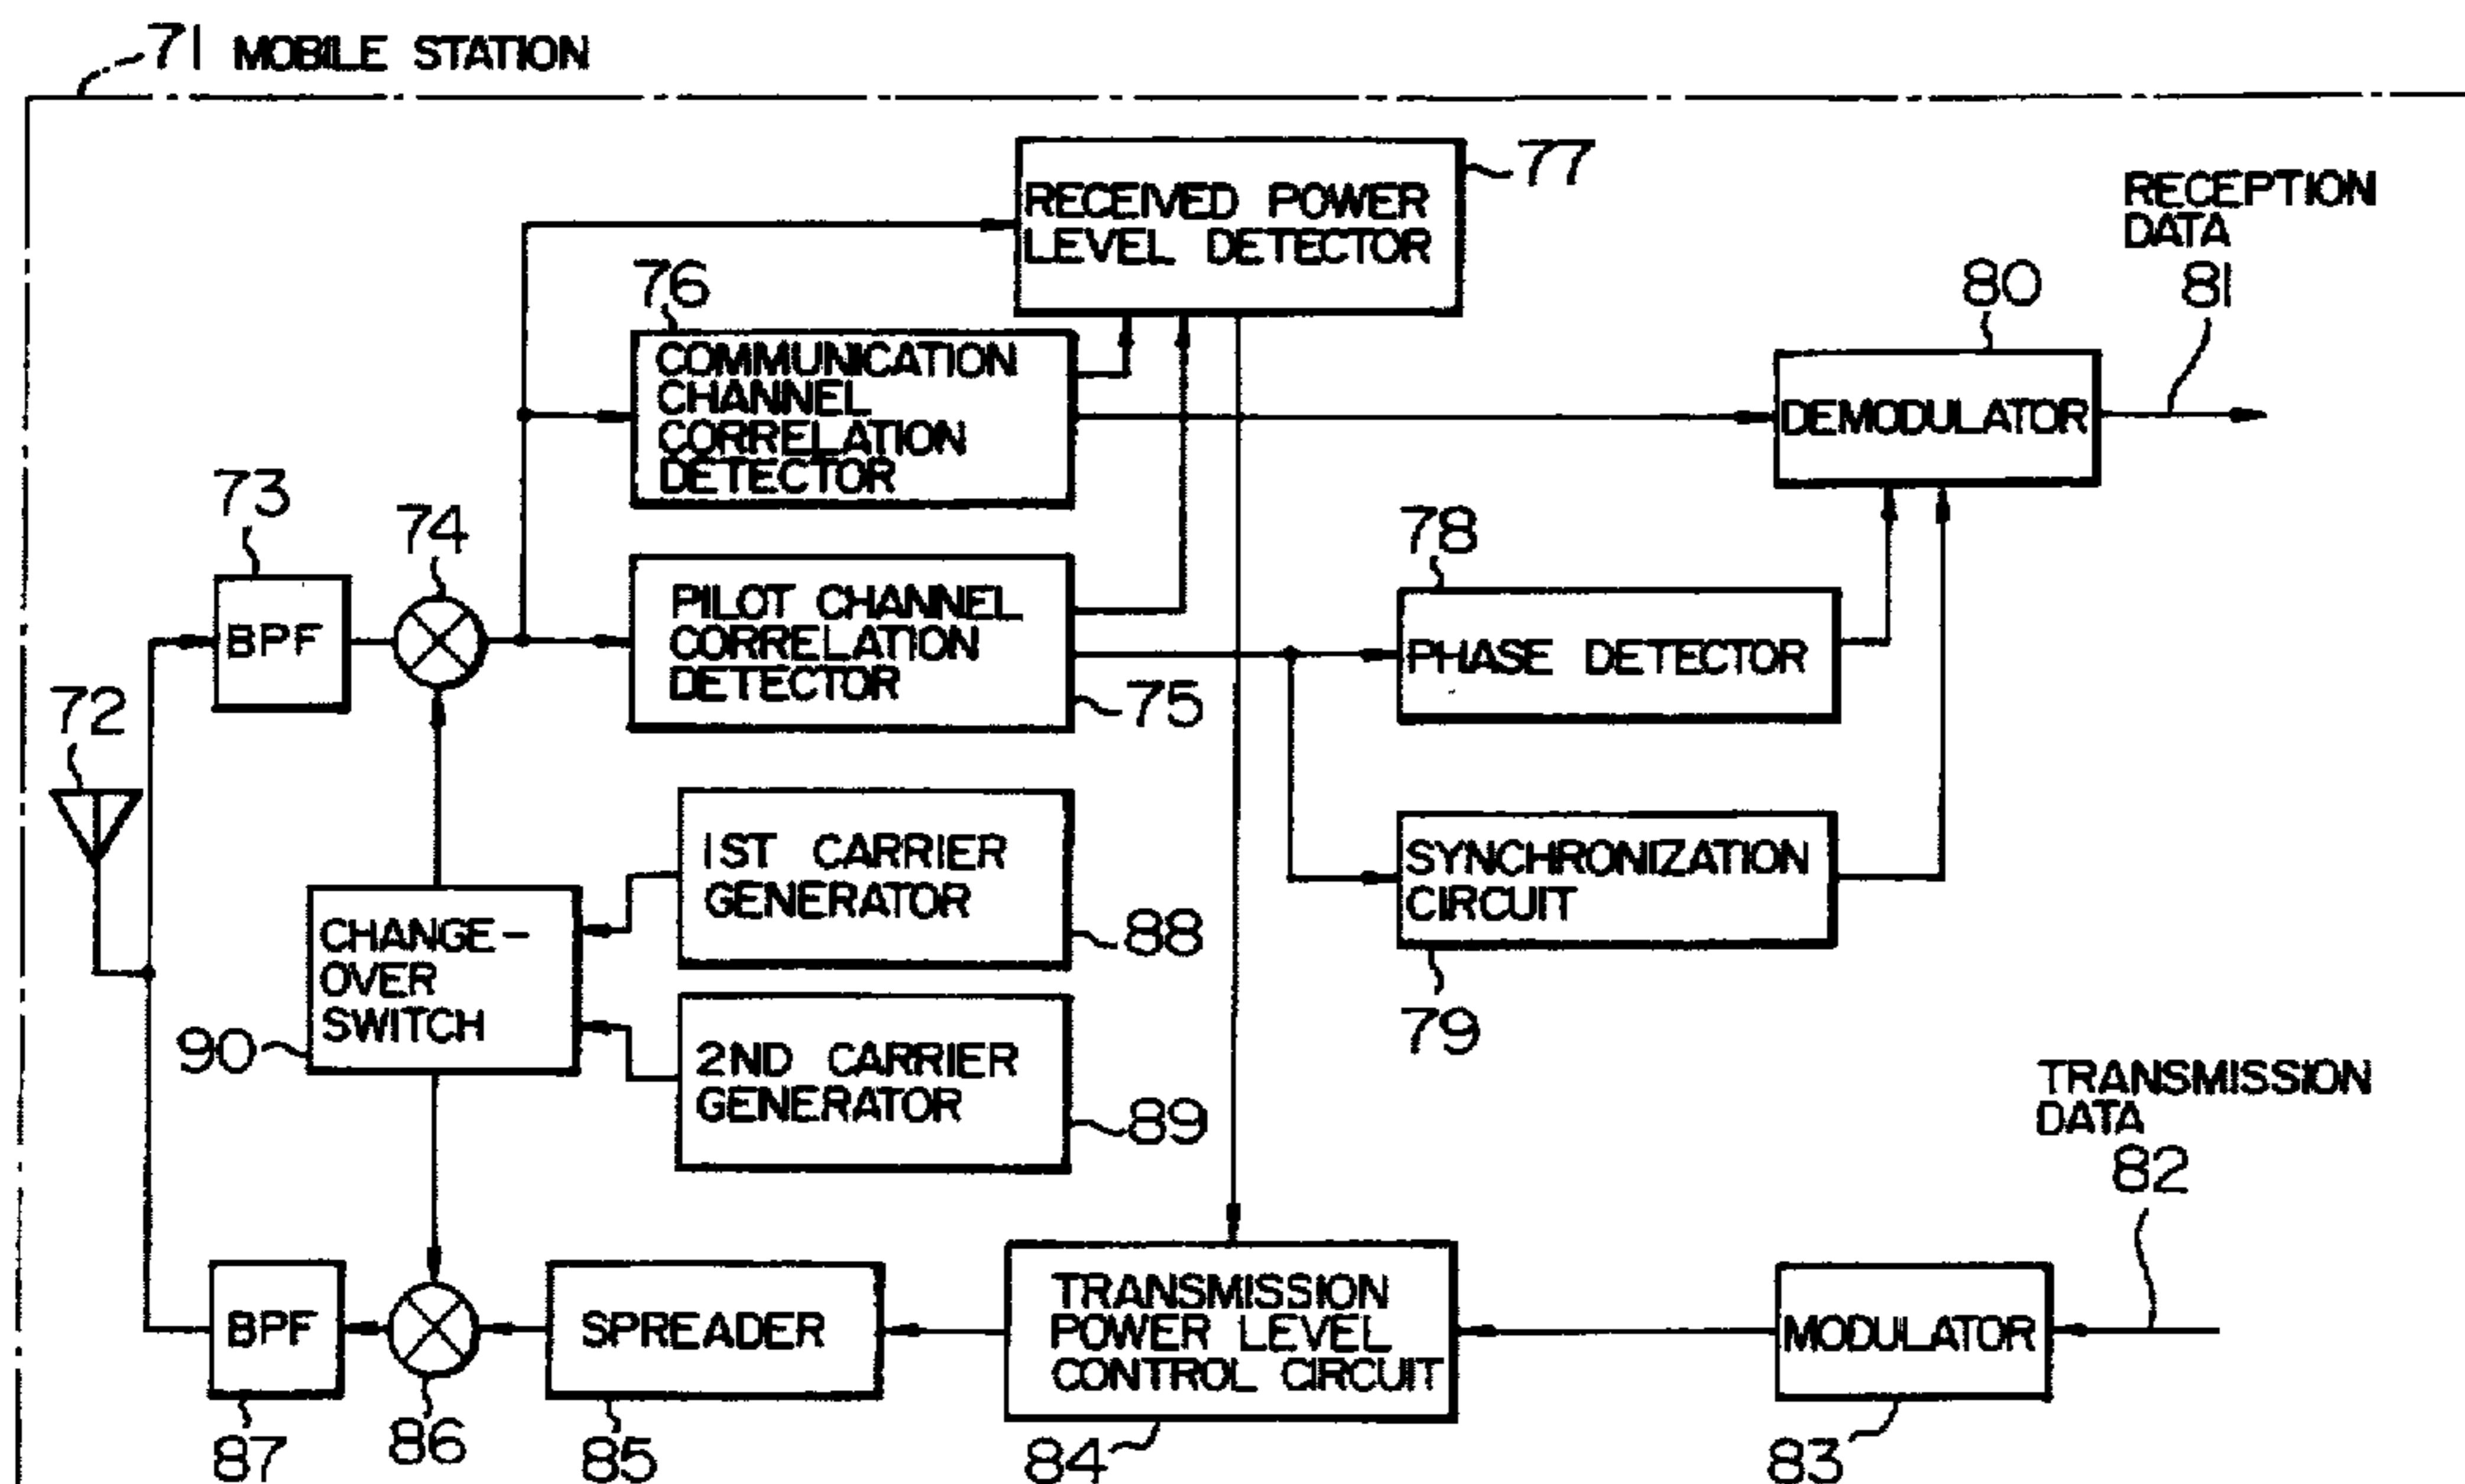 71 MOBILE STATION
77
RECEIVED POWER
LEVEL DETECTOR
RECEPTION
DATA
81
76
80
COMMUNICATION
CHANNEL
CORRELATION
DETECTOR
DEMODULATOR
73
74
78
BPF
PILOT CHANNEL
CORRELATION
DETECTOR
75
PHASE DETECTOR
72
1ST CARRIER
GENERATOR
88
SYNCHRONIZATION
CIRCUIT
79
CHANGE-
OVER
SWITCH
90
2ND CARRIER
GENERATOR
89
TRANSMISSION
DATA
82
BPF
87
86
SPREADER
85
TRANSMISSION
POWER LEVEL
CONTROL CIRCUIT
84
MODULATOR
83